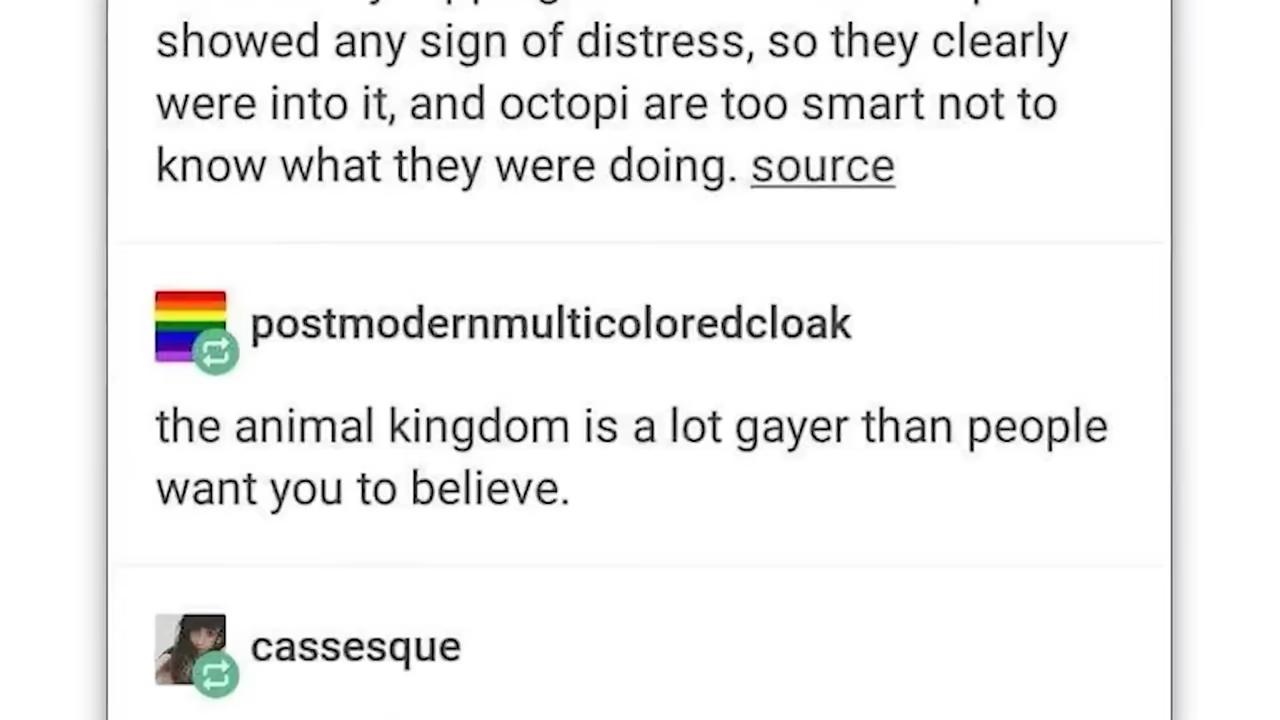 showed any sign of distress, so they clearly
were into it, and octopi are too smart not to
know what they were doing. source
postmodernmulticoloredcloak
the animal kingdom is a lot gayer than people
want you to believe.
cassesque